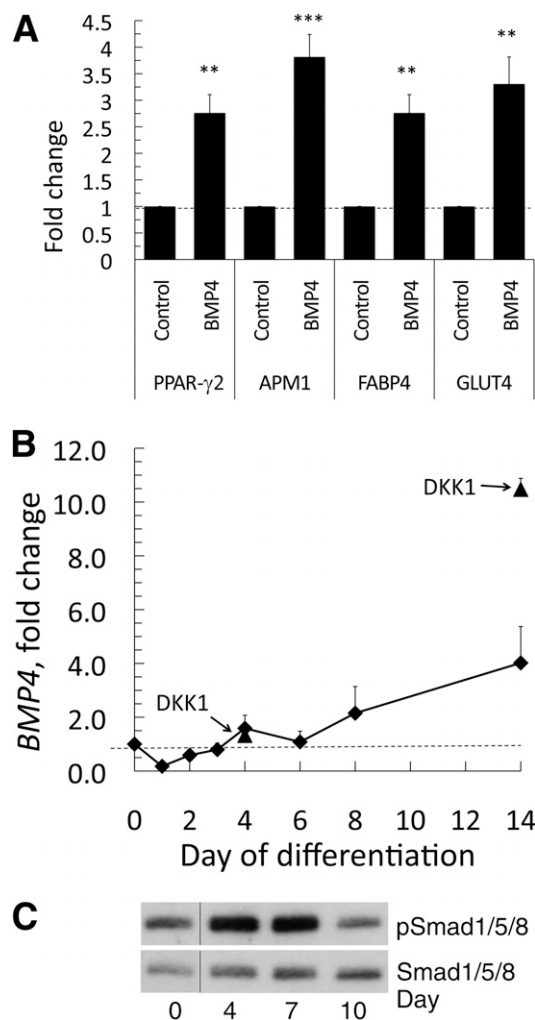 A
Fold change
4.5
4
3.5
3
2.5
2
1.5
1
0.5
0
** *** ** **
Control BMP4 Control BMP4 Control BMP4 Control BMP4
PPAR-γ2 APM1 FABP4 GLUT4
B
BMP4, fold change
12.0
10.0
8.0
6.0
4.0
2.0
0.0
DKK1
DKK1
0 2 4 6 8 10 12 14
Day of differentiation
C
pSmad1/5/8
Smad1/5/8
Day
0 4 7 10